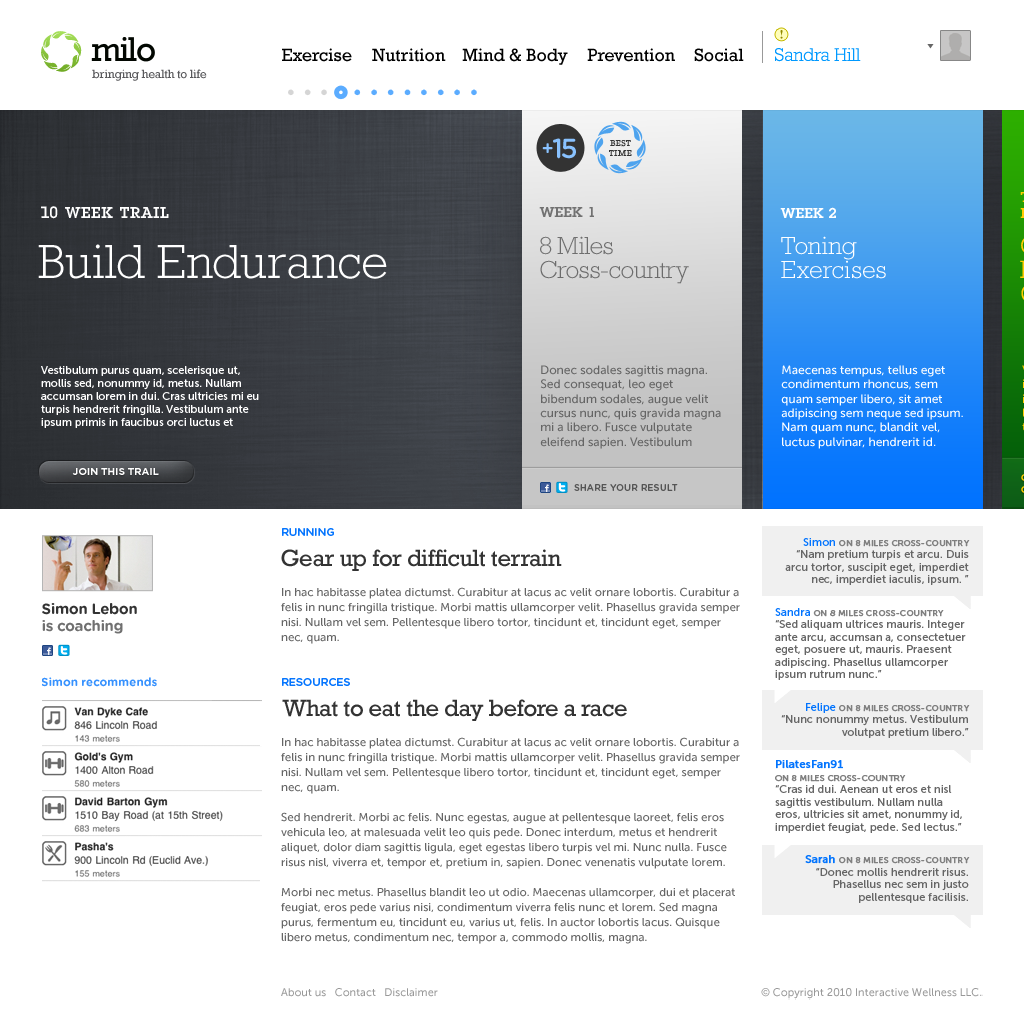 milo
bringing health to life
Exercise Nutrition Mind & Body Prevention Social
Sandra Hill
10 WEEK TRAIL
Build Endurance
Vestibulum purus quam, scelerisque ut,
mollis sed, nonummy id, metus. Nullam
accumsan lorem in dui. Cras ultricies mi eu
turpis hendrerit fringilla. Vestibulum ante
ipsum primis in faucibus orci luctus et
JOIN THIS TRAIL
+15
BEST
TIME
WEEK 1
8 Miles
Cross-country
Donec sodales sagittis magna.
Sed consequat, leo eget
bibendum sodales, augue velit
cursus nunc, quis gravida magna
mi a libero. Fusce vulputate
eleifend sapien. Vestibulum
SHARE YOUR RESULT
WEEK 2
Toning
Exercises
Maecenas tempus, tellus eget
condimentum rhoncus, sem
quam semper libero, sit amet
adipiscing sem neque sed ipsum.
Nam quam nunc, blandit vel,
luctus pulvinar, hendrerit id.
Simon Lebon
is coaching
Simon recommends
Van Dyke Cafe
846 Lincoln Road
143 meters
Gold's Gym
1400 Alton Road
580 meters
David Barton Gym
1510 Bay Road (at 15th Street)
683 meters
Pasha's
900 Lincoln Rd (Euclid Ave.)
155 meters
RUNNING
Gear up for difficult terrain
In hac habitasse platea dictumst. Curabitur at lacus ac velit ornare lobortis. Curabitur a
felis in nunc fringilla tristique. Morbi mattis ullamcorper velit. Phasellus gravida semper
nisi. Nullam vel sem. Pellentesque libero tortor, tincidunt et, tincidunt eget, semper
nec, quam.
RESOURCES
What to eat the day before a race
In hac habitasse platea dictumst. Curabitur at lacus ac velit ornare lobortis. Curabitur a
felis in nunc fringilla tristique. Morbi mattis ullamcorper velit. Phasellus gravida semper
nisi. Nullam vel sem. Pellentesque libero tortor, tincidunt et, tincidunt eget, semper
nec, quam.
Sed hendrerit. Morbi ac felis. Nunc egestas, augue at pellentesque laoreet, felis eros
vehicula leo, at malesuada velit leo quis pede. Donec interdum, metus et hendrerit
aliquet, dolor diam sagittis ligula, eget egestas libero turpis vel mi. Nunc nulla. Fusce
risus nisl, viverra et, tempor et, pretium in, sapien. Donec venenatis vulputate lorem.
Morbi nec metus. Phasellus blandit leo ut odio. Maecenas ullamcorper, dui et placerat
feugiat, eros pede varius nisi, condimentum viverra felis nunc et lorem. Sed magna
purus, fermentum eu, tincidunt eu, varius ut, felis. In auctor lobortis lacus. Quisque
libero metus, condimentum nec, tempor a, commodo mollis, magna.
Simon ON 8 MILES CROSS-COUNTRY
“Nam pretium turpis et arcu. Duis
arcu tortor, suscipit eget, imperdiet
nec, imperdiet iaculis, ipsum. ”
Sandra ON 8 MILES CROSS-COUNTRY
“Sed aliquam ultrices mauris. Integer
ante arcu, accumsan a, consectetuer
eget, posuere ut, mauris. Praesent
adipiscing. Phasellus ullamcorper
ipsum rutrum nunc.”
Felipe ON 8 MILES CROSS-COUNTRY
“Nunc nonummy metus. Vestibulum
volutpat pretium libero.”
PilatesFan91
ON 8 MILES CROSS-COUNTRY
“Cras id dui. Aenean ut eros et nisl
sagittis vestibulum. Nullam nulla
eros, ultricies sit amet, nonummy id,
imperdiet feugiat, pede. Sed lectus.”
Sarah ON 8 MILES CROSS-COUNTRY
“Donec mollis hendrerit risus.
Phasellus nec sem in justo
pellentesque facilisis.
About us Contact Disclaimer
© Copyright 2010 Interactive Wellness LLC.